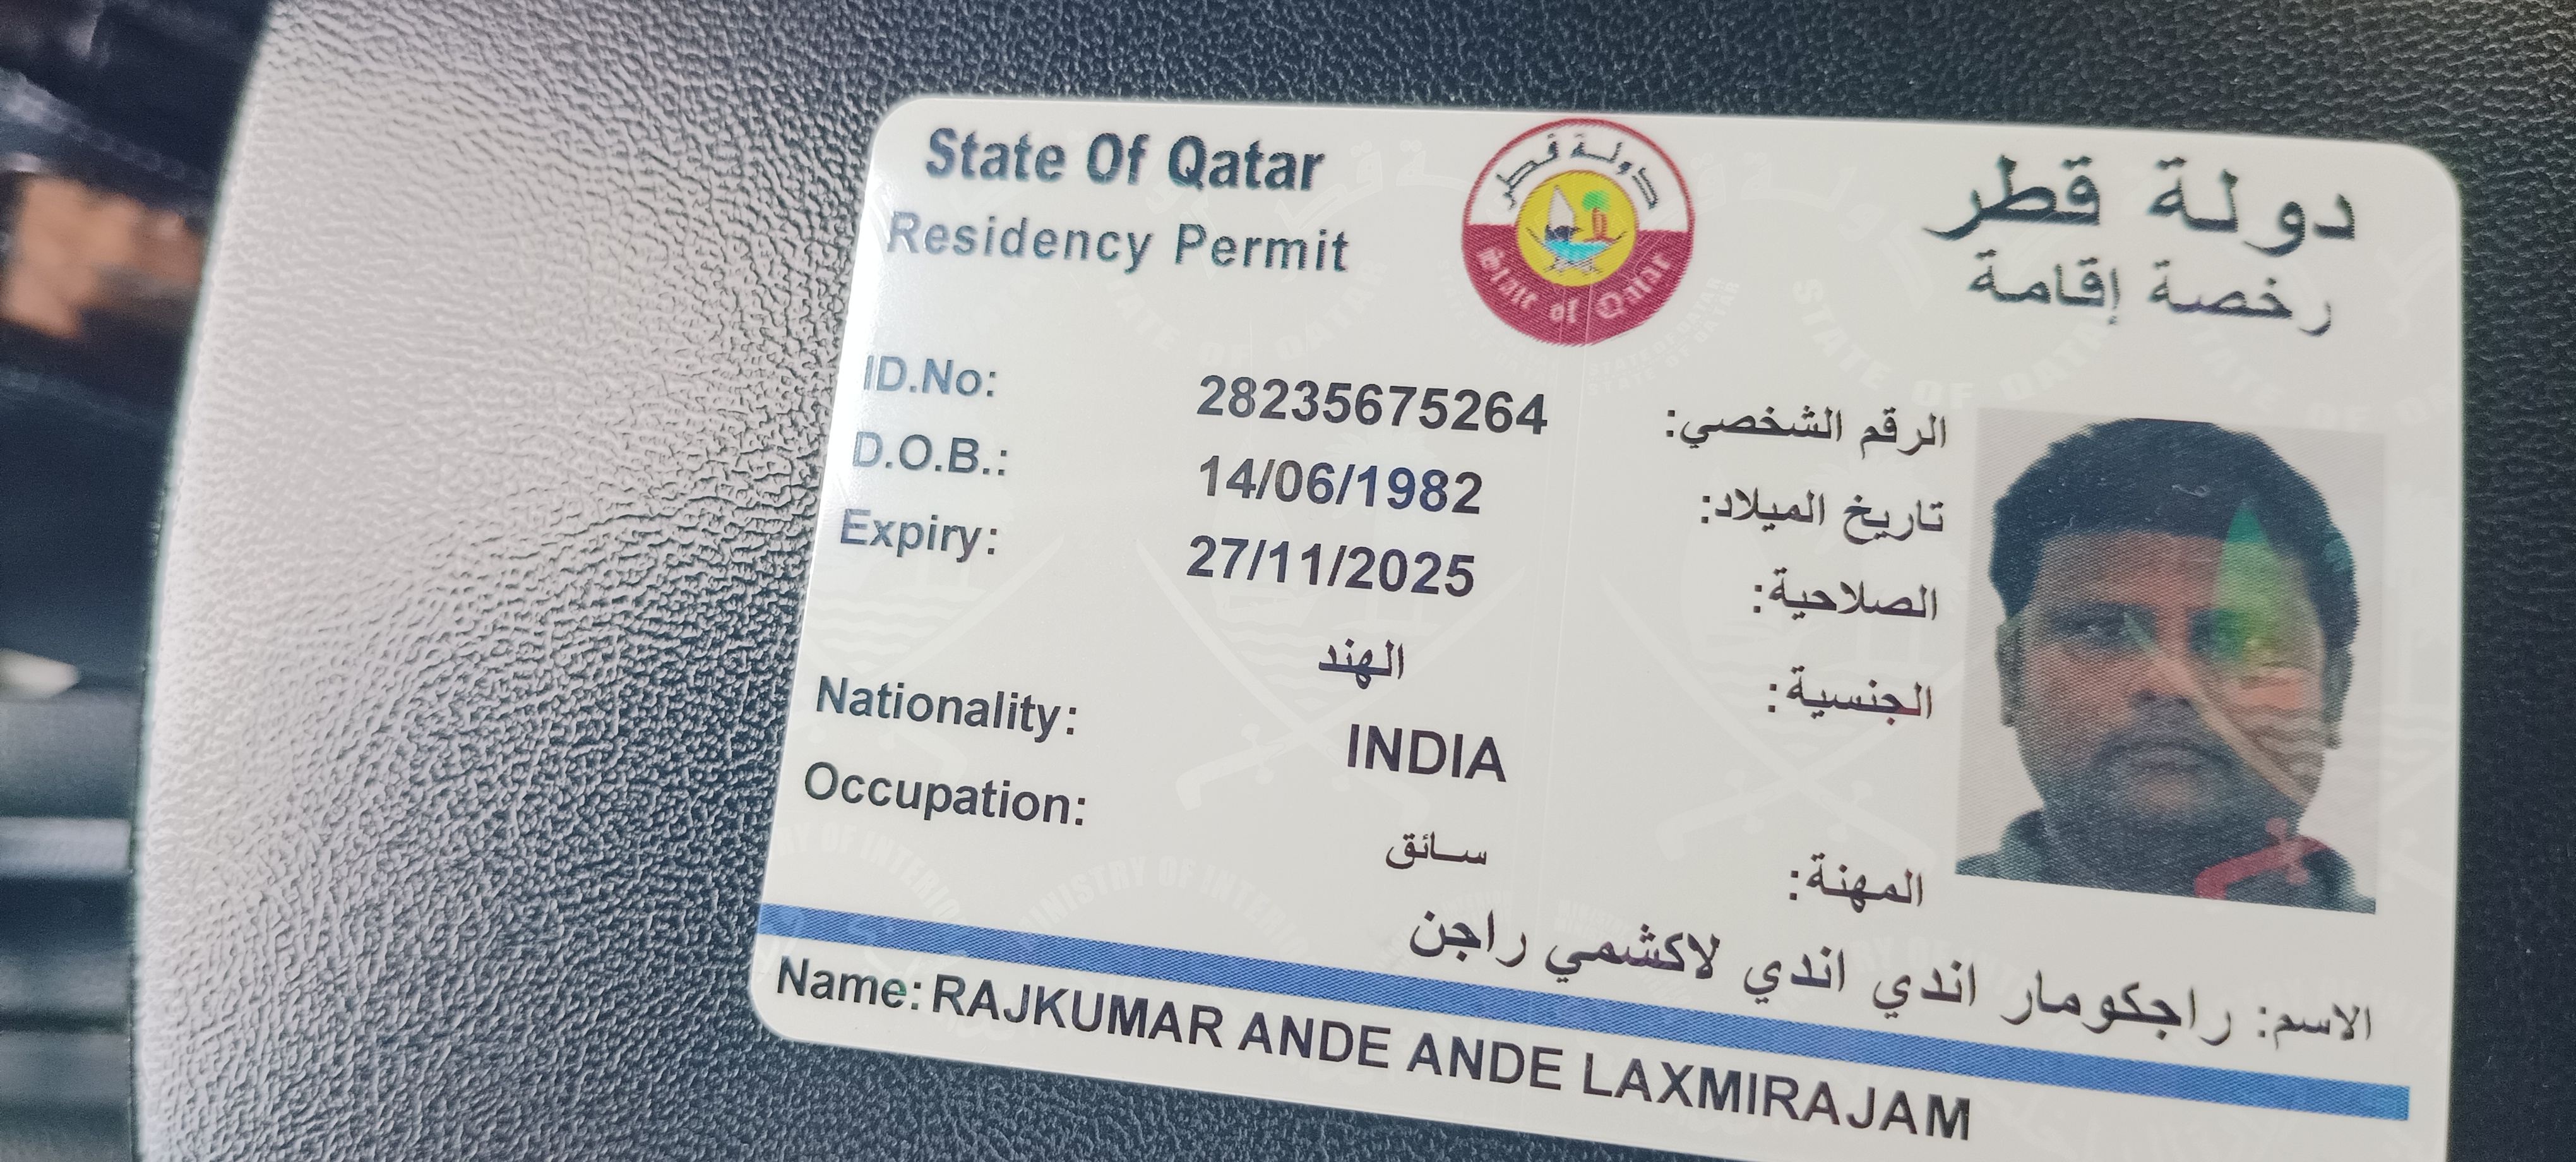 State Of Qatar
دولة قطر
Residency Permit
رخصة إقامة
دولة قطر
State of Qatar
ID.No: 28235675264 الرقم الشخصي:
D.O.B.: 14/06/1982 تاريخ الميلاد:
Expiry: 27/11/2025 الصلاحية:
الهند الجنسية:
Nationality: INDIA
Occupation: سائق المهنة:
الاسم: راجكومار اندي اندي لاكشمي راجن
Name: RAJKUMAR ANDE ANDE LAXMIRAJAM